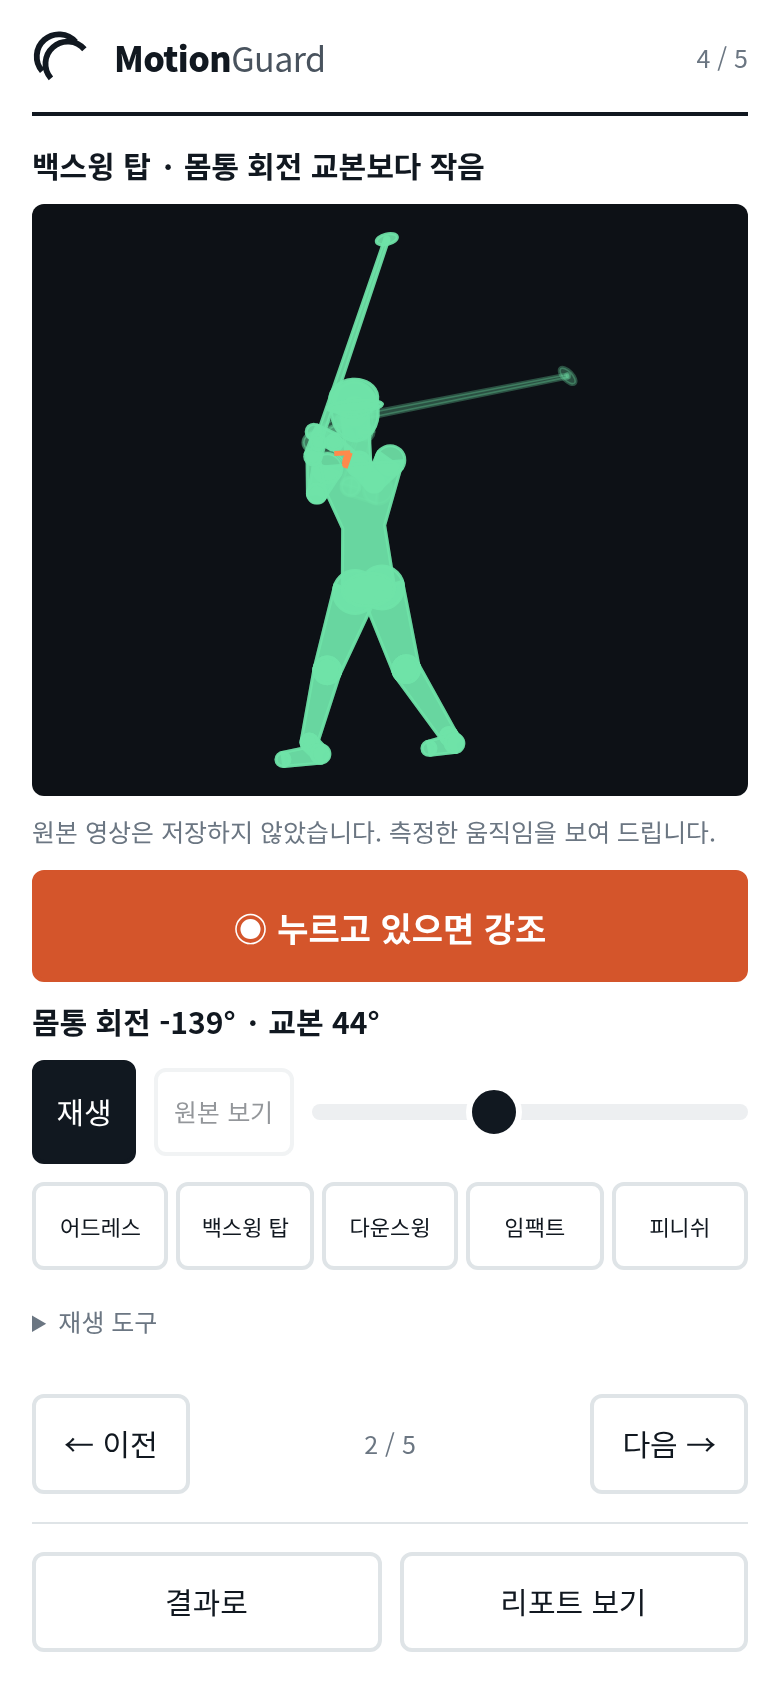 MotionGuard
4 / 5
백스윙 탑 · 몸통 회전 교본보다 작음
원본 영상은 저장하지 않았습니다. 측정한 움직임을 보여 드립니다.
◉ 누르고 있으면 강조
몸통 회전 -139° · 교본 44°
재생
원본 보기
어드레스
백스윙 탑
다운스윙
임팩트
피니쉬
▶ 재생 도구
← 이전
2 / 5
다음 →
결과로
리포트 보기